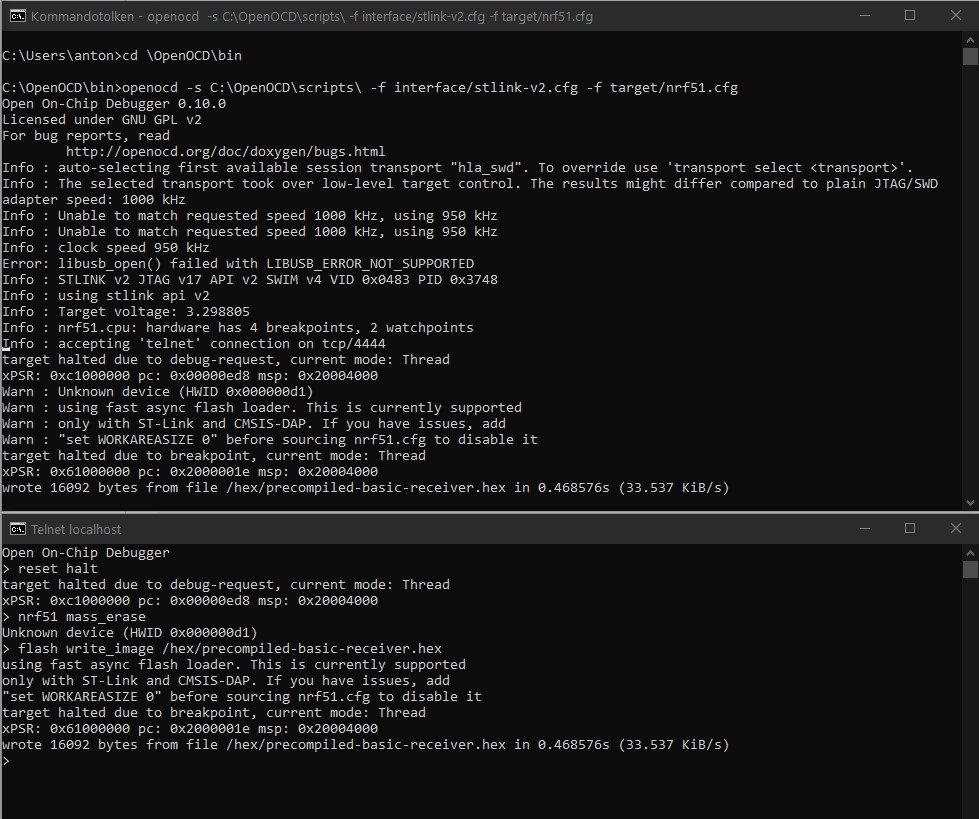 Kommandotolken - openocd  -s C:\OpenOCD\scripts\ -f interface/stlink-v2.cfg -f target/nrf51.cfg
C:\Users\anton>cd \OpenOCD\bin
C:\OpenOCD\bin>openocd -s C:\OpenOCD\scripts\ -f interface/stlink-v2.cfg -f target/nrf51.cfg
Open On-Chip Debugger 0.10.0
Licensed under GNU GPL v2
For bug reports, read
        http://openocd.org/doc/doxygen/bugs.html
Info : auto-selecting first available session transport "hla_swd". To override use 'transport select <transport>'.
Info : The selected transport took over low-level target control. The results might differ compared to plain JTAG/SWD
adapter speed: 1000 kHz
Info : Unable to match requested speed 1000 kHz, using 950 kHz
Info : Unable to match requested speed 1000 kHz, using 950 kHz
Info : clock speed 950 kHz
Error: libusb_open() failed with LIBUSB_ERROR_NOT_SUPPORTED
Info : STLINK v2 JTAG v17 API v2 SWIM v4 VID 0x0483 PID 0x3748
Info : using stlink api v2
Info : Target voltage: 3.298805
Info : nrf51.cpu: hardware has 4 breakpoints, 2 watchpoints
Info : accepting 'telnet' connection on tcp/4444
target halted due to debug-request, current mode: Thread
xPSR: 0xc1000000 pc: 0x00000ed8 msp: 0x20004000
Warn : Unknown device (HWID 0x000000d1)
Warn : using fast async flash loader. This is currently supported
Warn : only with ST-Link and CMSIS-DAP. If you have issues, add
Warn : "set WORKAREASIZE 0" before sourcing nrf51.cfg to disable it
target halted due to breakpoint, current mode: Thread
xPSR: 0x61000000 pc: 0x2000001e msp: 0x20004000
wrote 16092 bytes from file /hex/precompiled-basic-receiver.hex in 0.468576s (33.537 KiB/s)
Telnet localhost
Open On-Chip Debugger
> reset halt
target halted due to debug-request, current mode: Thread
xPSR: 0xc1000000 pc: 0x00000ed8 msp: 0x20004000
> nrf51 mass_erase
Unknown device (HWID 0x000000d1)
> flash write_image /hex/precompiled-basic-receiver.hex
using fast async flash loader. This is currently supported
only with ST-Link and CMSIS-DAP. If you have issues, add
"set WORKAREASIZE 0" before sourcing nrf51.cfg to disable it
target halted due to breakpoint, current mode: Thread
xPSR: 0x61000000 pc: 0x2000001e msp: 0x20004000
wrote 16092 bytes from file /hex/precompiled-basic-receiver.hex in 0.468576s (33.537 KiB/s)
>